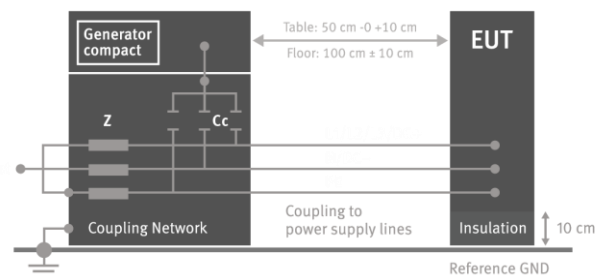 Generator
compact
Table: 50 cm -0 +10 cm
Floor: 100 cm ± 10 cm
EUT
Z
Cc
Coupling Network
Coupling to
power supply lines
Insulation
10 cm
Reference GND